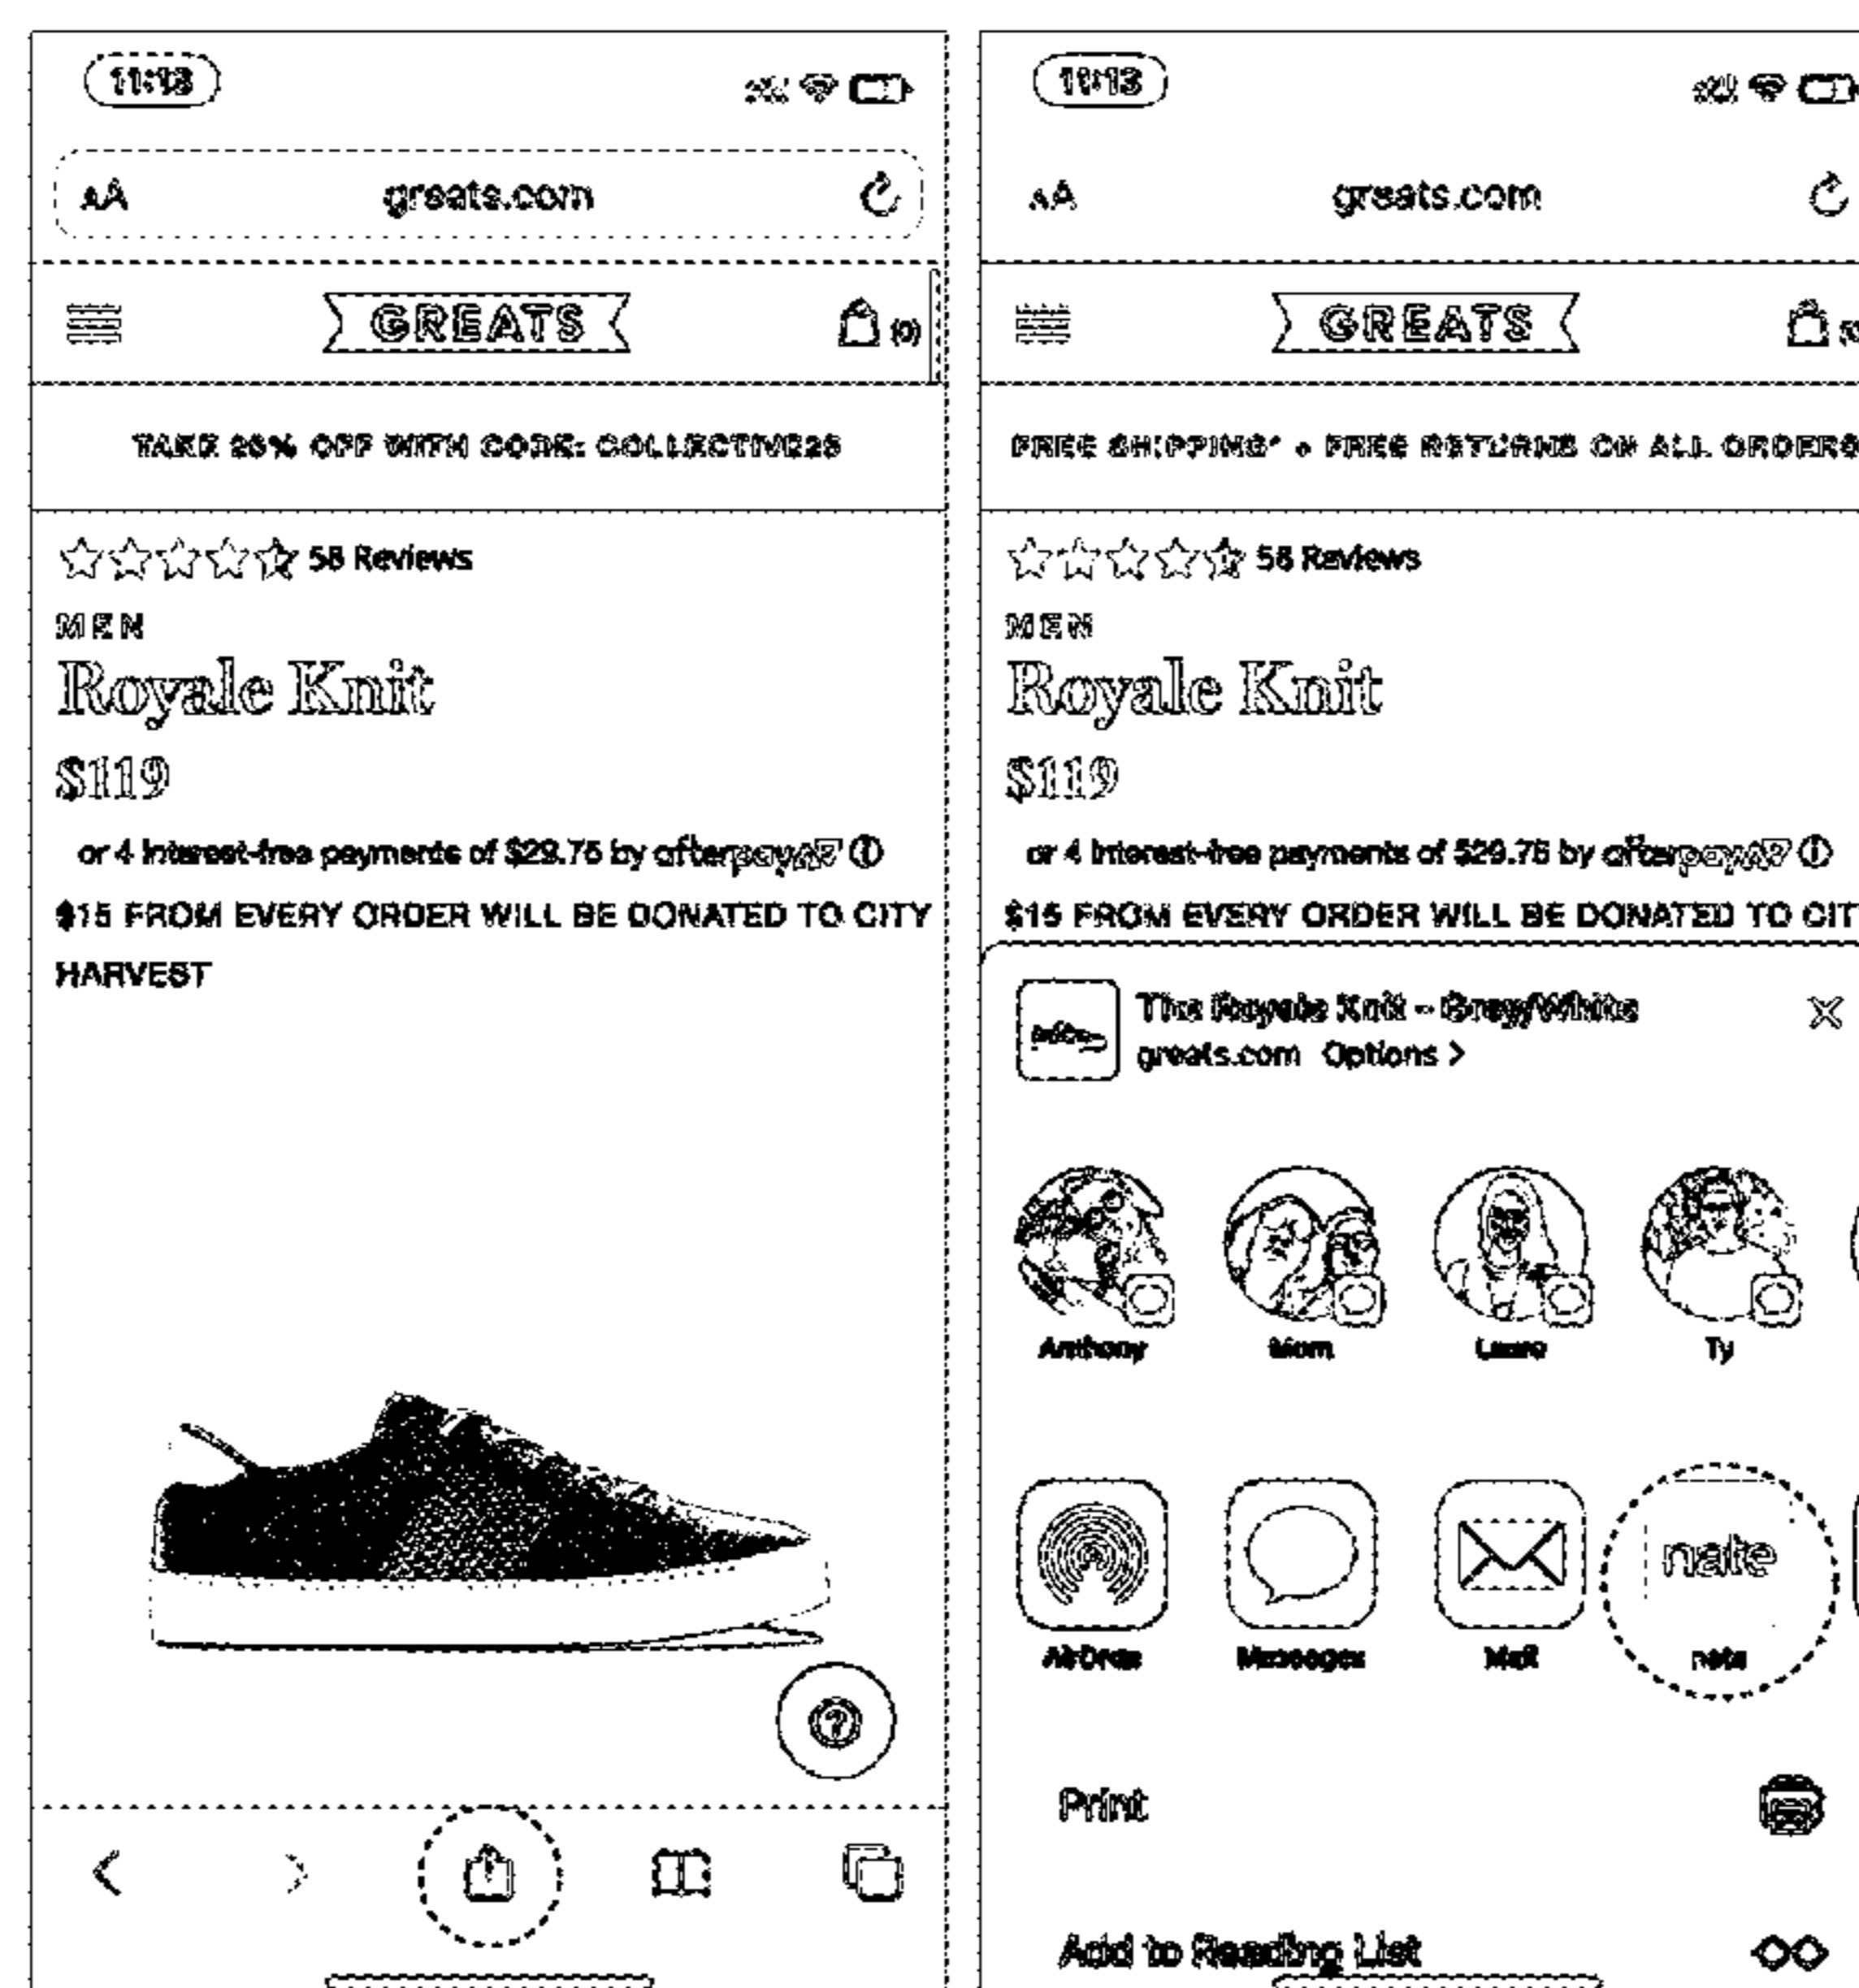 11:13
AA greats.com
GREATS
(0)
TAKE 25% OFF WITH CODE: COLLECTIVE25
58 Reviews
MEN
Royale Knit
$119
or 4 interest-free payments of $29.75 by afterpay
$15 FROM EVERY ORDER WILL BE DONATED TO CITY
HARVEST
11:13
AA greats.com
GREATS
FREE SHIPPING* + FREE RETURNS ON ALL ORDERS
58 Reviews
MEN
Royale Knit
$119
or 4 interest-free payments of $29.75 by afterpay
$15 FROM EVERY ORDER WILL BE DONATED TO CIT
The Royale Knit - Grey/White
greats.com Options >
Anthony Mom Laura Ty
nate
AirDrop Messages Mail nate
Print
Add to Reading List